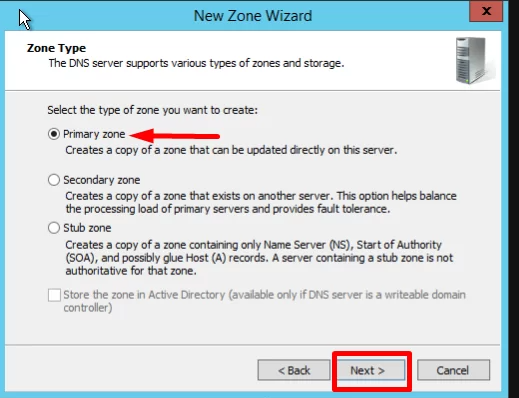 New Zone Wizard
x
Zone Type
The DNS server supports various types of zones and storage.
Select the type of zone you want to create:
Primary zone
Creates a copy of a zone that can be updated directly on this server.
Secondary zone
Creates a copy of a zone that exists on another server. This option helps balance
the processing load of primary servers and provides fault tolerance.
Stub zone
Creates a copy of a zone containing only Name Server (NS), Start of Authority
(SOA), and possibly glue Host (A) records. A server containing a stub zone is not
authoritative for that zone.
Store the zone in Active Directory (available only if DNS server is a writeable domain
controller)
< Back
Next >
Cancel